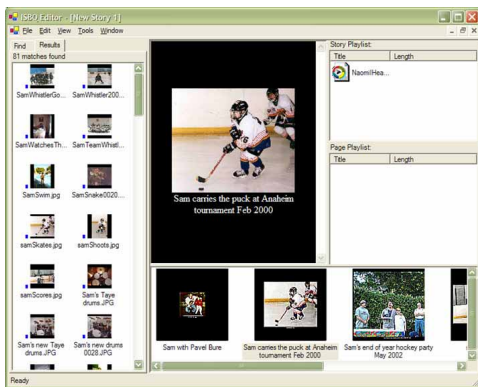 ISBQ Editor - [New Story 1]
File Edit View Tools Window
Find Results
81 matches found
SamWhistlerGo... SamWhistler200...
SamWatchesTh... SamTeamWhistl...
SamSwim.jpg SamSnake0020...
samSkates.jpg samShoots.jpg
samScores.jpg Sam's Taye
drums.JPG
Sam's new Taye Sam's new drums
drums.JPG 0028.JPG
Sam carries the puck at Anaheim
tournament Feb 2000
Story Playlist:
Title Length
NaomiHea...
Page Playlist:
Title Length
Sam with Pavel Bure
Sam carries the puck at Anaheim
tournament Feb 2000
Sam's end of year hockey party
May 2002
Ready